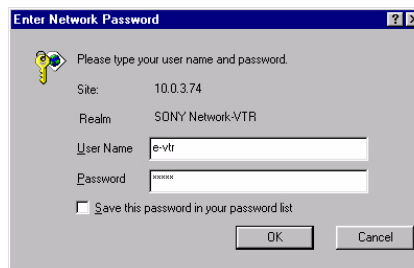 Enter Network Password
Please type your user name and password.
Site: 10.0.3.74
Realm SONY Network-VTR
User Name e-vtr
Password xxxxx
Save this password in your password list
OK Cancel